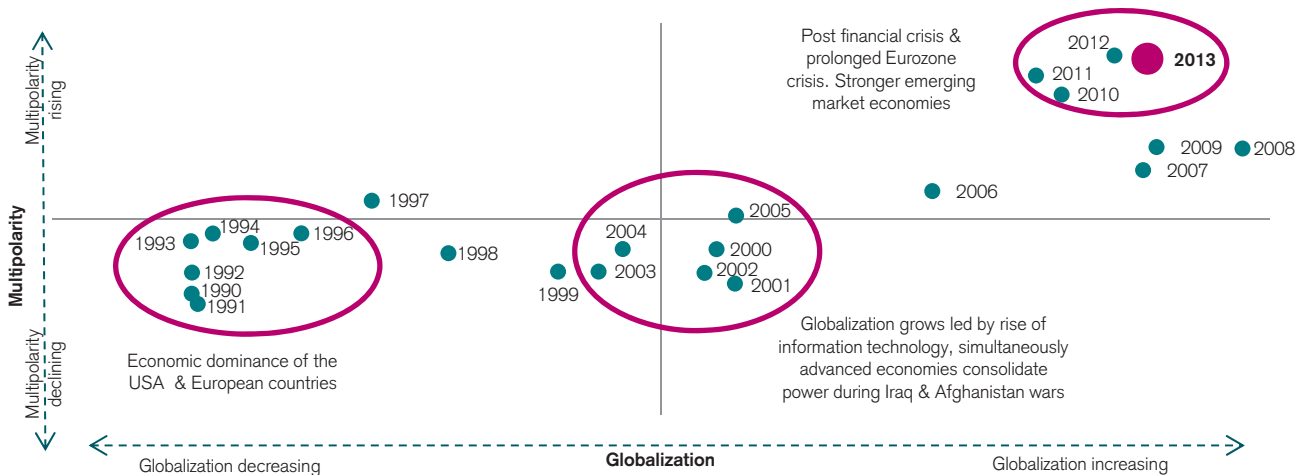 Multipolarity
rising
Multipolarity
Multipolarity
declining
Post financial crisis &
prolonged Eurozone
crisis. Stronger emerging
market economies
2012
2013
2011
2010
2009
2008
2007
2006
1997
2005
1994
1993
1996
1995
2004
2000
1998
1992
2003
2002
1999
2001
1990
1991
Economic dominance of the
USA & European countries
Globalization grows led by rise of
information technology, simultaneously
advanced economies consolidate
power during Iraq & Afghanistan wars
Globalization decreasing
Globalization
Globalization increasing